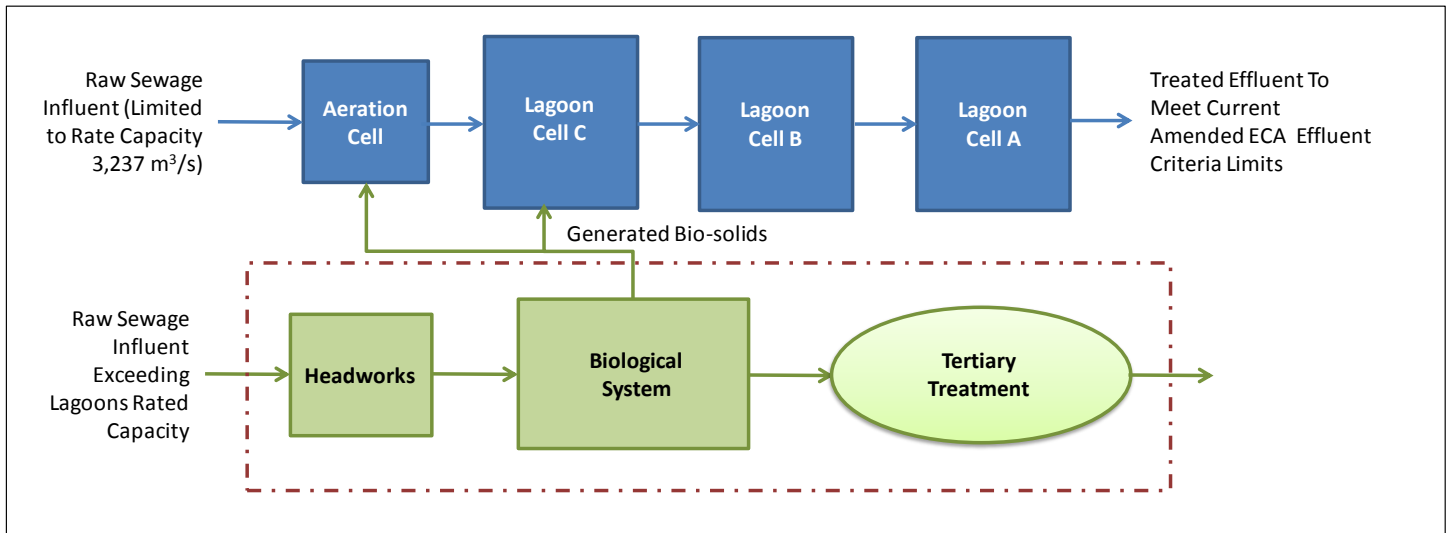 Raw Sewage
Influent (Limited
to Rate Capacity
3,237 m³/s)
Aeration
Cell
Lagoon
Cell C
Lagoon
Cell B
Lagoon
Cell A
Treated Effluent To
Meet Current
Amended ECA Effluent
Criteria Limits
Generated Bio-solids
Raw Sewage
Influent
Exceeding
Lagoons Rated
Capacity
Headworks
Biological
System
Tertiary
Treatment